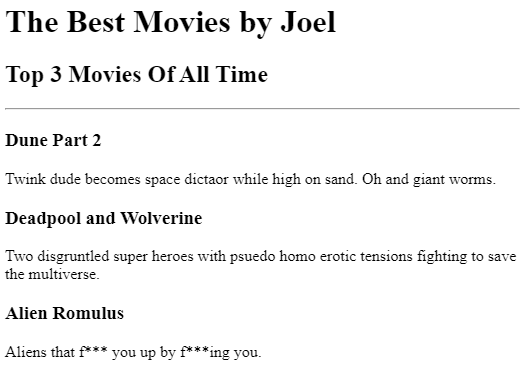 The Best Movies by Joel
Top 3 Movies Of All Time
Dune Part 2
Twink dude becomes space dictaor while high on sand. Oh and giant worms.
Deadpool and Wolverine
Two disgruntled super heroes with psuedo homo erotic tensions fighting to save
the multiverse.
Alien Romulus
Aliens that f*** you up by f***ing you.